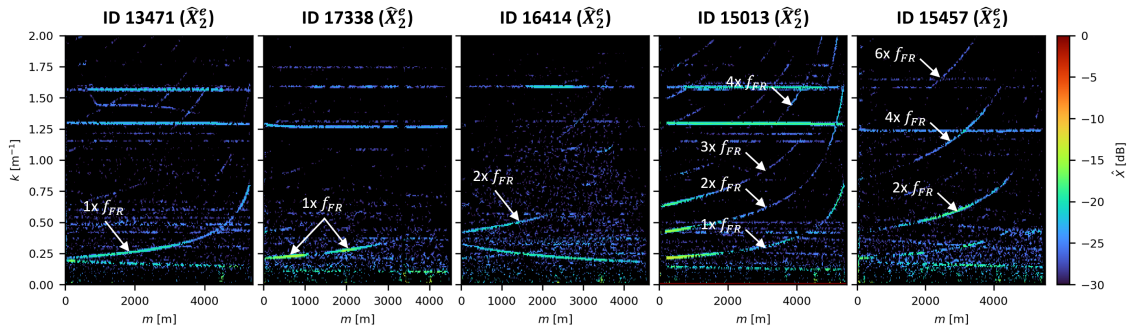 ID 13471 (X̂₂ᵉ)
ID 17338 (X̂₂ᵉ)
ID 16414 (X̂₂ᵉ)
ID 15013 (X̂₂ᵉ)
ID 15457 (X̂₂ᵉ)
k [m⁻¹]
2.00
1.75
1.50
1.25
1.00
0.75
0.50
0.25
0.00
1x f_FR
1x f_FR
2x f_FR
4x f_FR
3x f_FR
2x f_FR
1x f_FR
6x f_FR
4x f_FR
2x f_FR
0 2000 4000
0 1000 2000 3000 4000
0 1000 2000 3000 4000
0 2000 4000
0 2000 4000
m [m]
m [m]
m [m]
m [m]
m [m]
0
−5
−10
−15
−20
−25
−30
X̂ [dB]